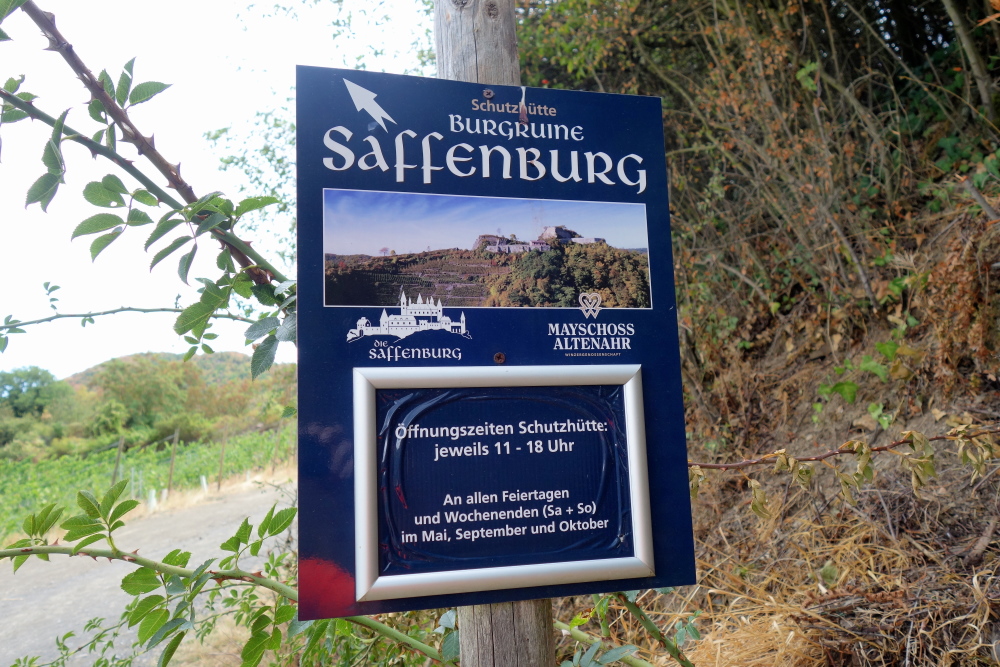 Schutzhütte
BURGRUINE
SAFFENBURG
die
SAFFENBURG
MAYSCHOSS
ALTENAHR
WINZERGENOSSENSCHAFT
Öffnungszeiten Schutzhütte:
jeweils 11 - 18 Uhr
An allen Feiertagen
und Wochenenden (Sa + So)
im Mai, September und Oktober